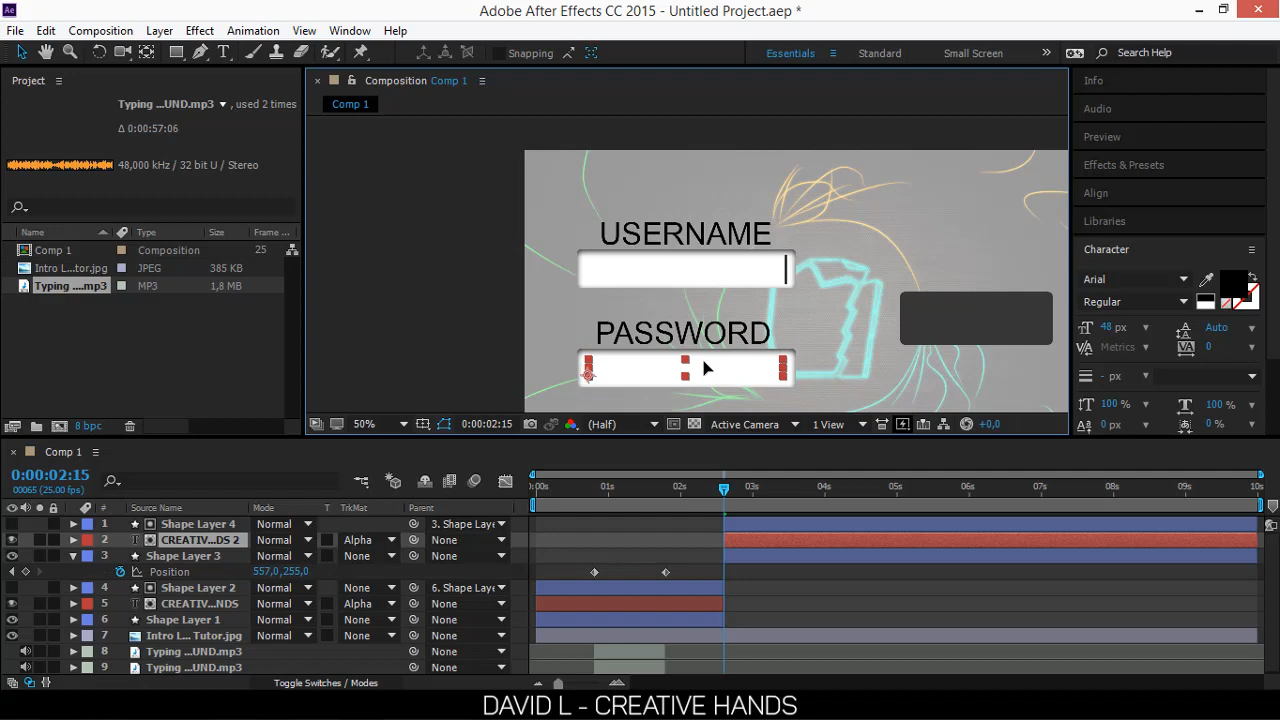 Adobe After Effects CC 2015 - Untitled Project.aep *
File Edit Composition Layer Effect Animation View Window Help
Snapping Essentials Standard Small Screen Search Help
Project
Typing ...UND.mp3 , used 2 times
Δ 0:00:57:06
48,000 kHz / 32 bit U / Stereo
Name Type Size Frame ...
Comp 1 Composition 25
Intro L...tor.jpg JPEG 385 KB
Typing ....mp3 MP3 1,8 MB
8 bpc
Composition Comp 1
Comp 1
USERNAME
PASSWORD
50% 0:00:02:15 (Half) Active Camera 1 View +0,0
Info
Audio
Preview
Effects & Presets
Align
Libraries
Character
Arial
Regular
48 px Auto
Metrics 0
- px
100 % 100 %
0 px 0 %
Comp 1
0:00:02:15
00065 (25.00 fps)
:00s 01s 02s 03s 04s 05s 06s 07s 08s 09s 10s
# Source Name Mode T TrkMat Parent
1 Shape Layer 4 Normal 3. Shape Laye
2 CREATIV...DS 2 Normal Alpha None
3 Shape Layer 3 Normal None None
Position 557,0,255,0
4 Shape Layer 2 Normal None 6. Shape Laye
5 CREATIV...NDS Normal Alpha None
6 Shape Layer 1 Normal None None
7 Intro L... Tutor.jpg Normal None None
8 Typing ...UND.mp3 None
9 Typing ...UND.mp3 None
Toggle Switches / Modes
DAVID L - CREATIVE HANDS